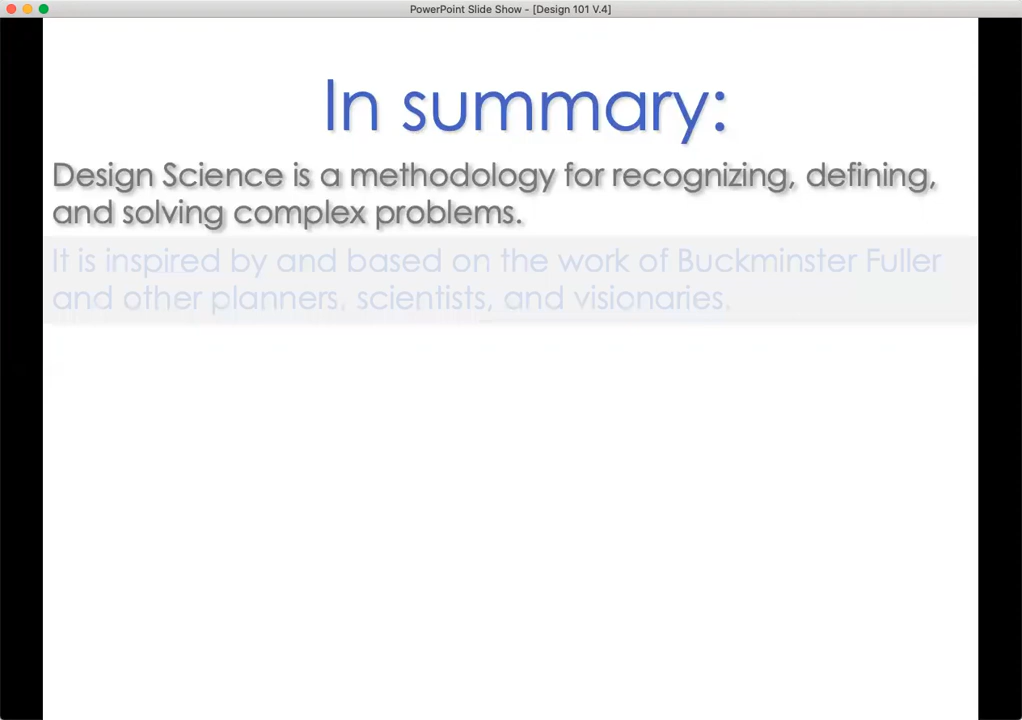 PowerPoint Slide Show - [Design 101 V.4]
In summary:
Design Science is a methodology for recognizing, defining,
and solving complex problems.
It is inspired by and based on the work of Buckminster Fuller
and other planners, scientists, and visionaries.